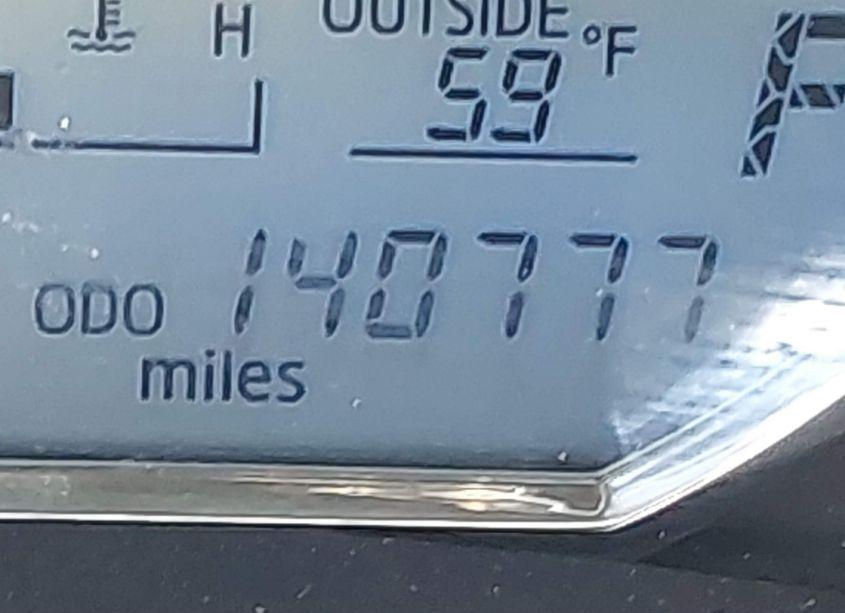 H OUTSIDE
59 °F P
ODO 140777
miles